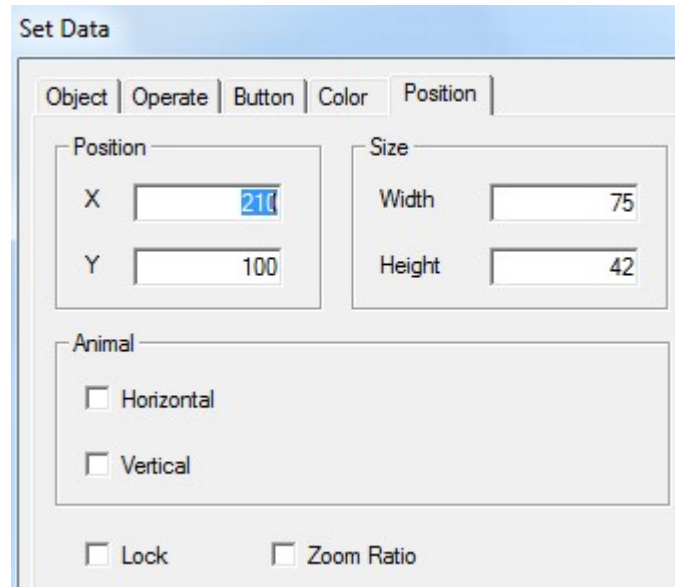 Set Data
Object Operate Button Color Position
Position Size
X 210 Width 75
Y 100 Height 42
Animal
Horizontal
Vertical
Lock Zoom Ratio